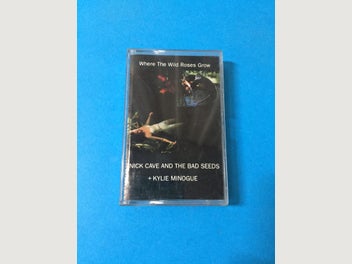 Where The Wild Roses Grow
NICK CAVE AND THE BAD SEEDS
+ KYLIE MINOGUE